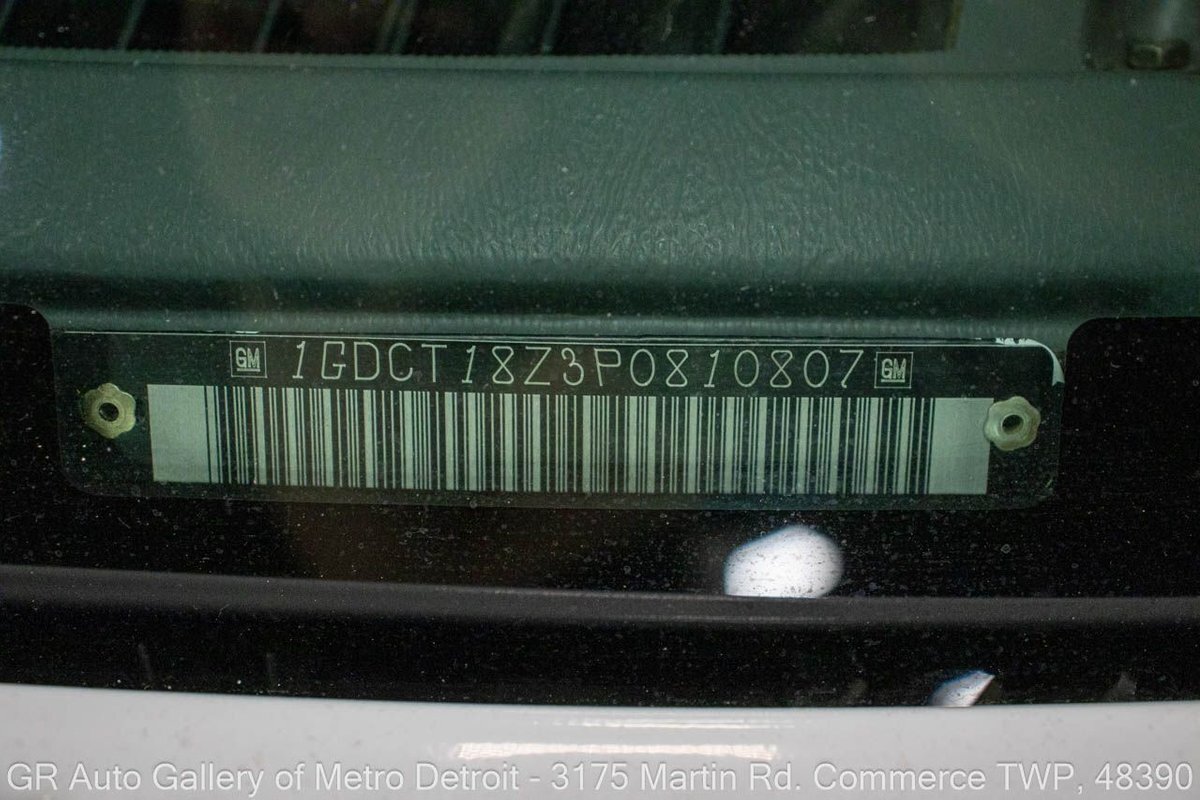 GM 1GDCT18Z3P0810807 GM
GR Auto Gallery of Metro Detroit - 3175 Martin Rd. Commerce TWP, 48390